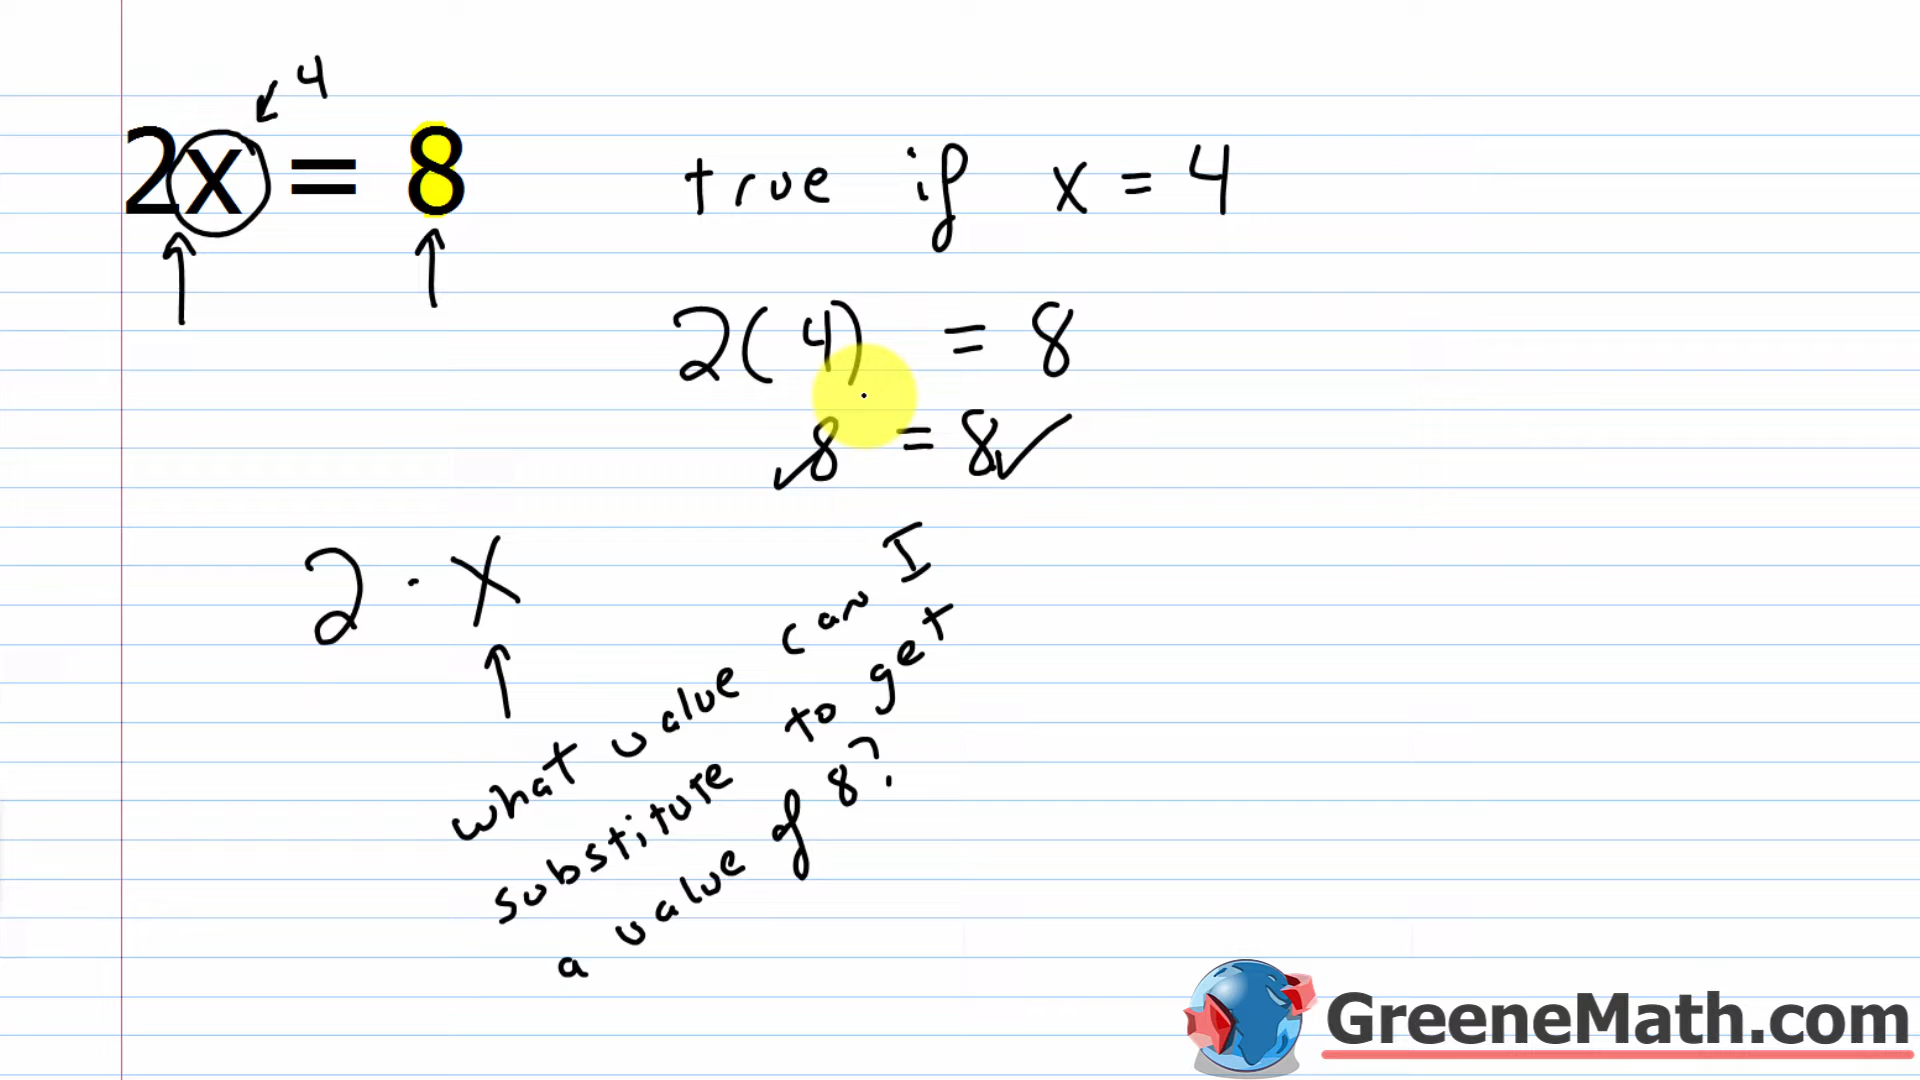 4
2x = 8
true if x = 4
2(4) = 8
8 = 8
2 · x
what value can I
substitute to get
a value of 8?
GreeneMath.com